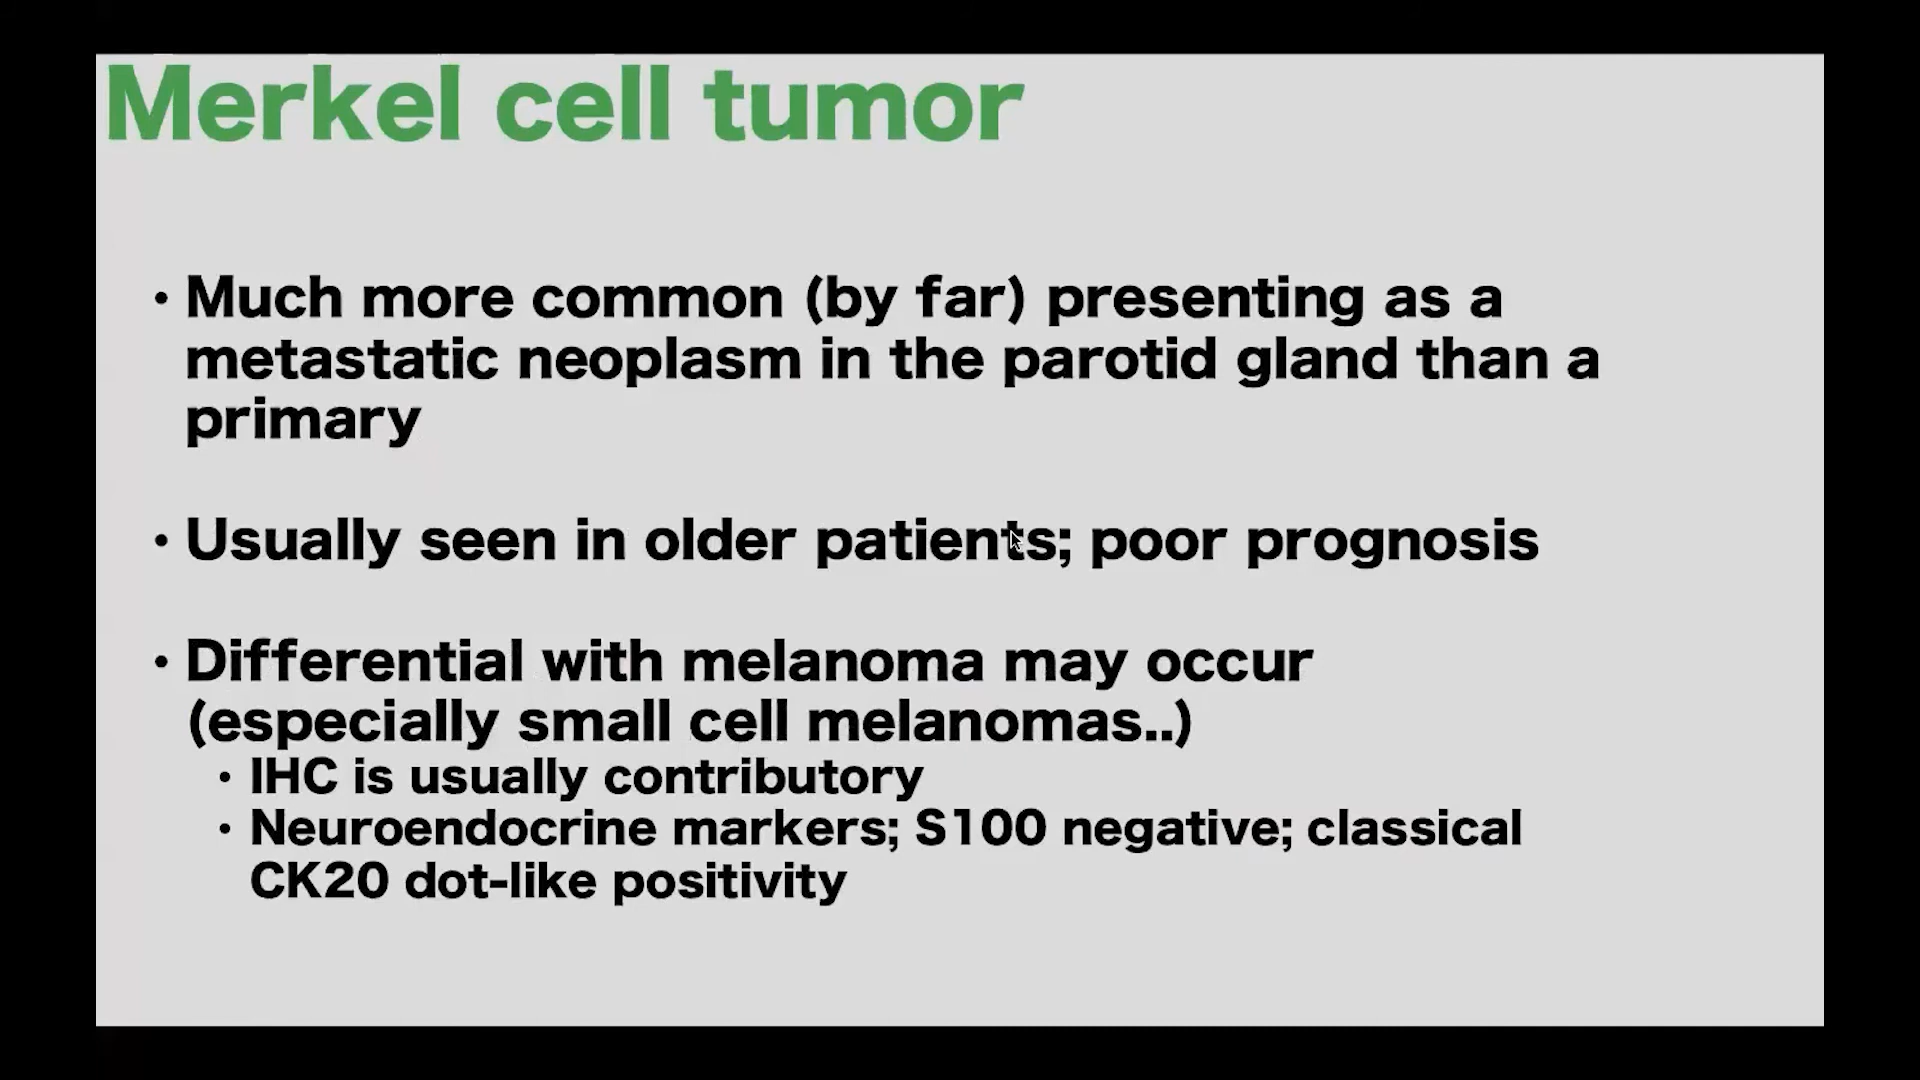 Merkel cell tumor
• Much more common (by far) presenting as a
metastatic neoplasm in the parotid gland than a
primary
• Usually seen in older patients; poor prognosis
• Differential with melanoma may occur
(especially small cell melanomas..)
• IHC is usually contributory
• Neuroendocrine markers; S100 negative; classical
CK20 dot-like positivity